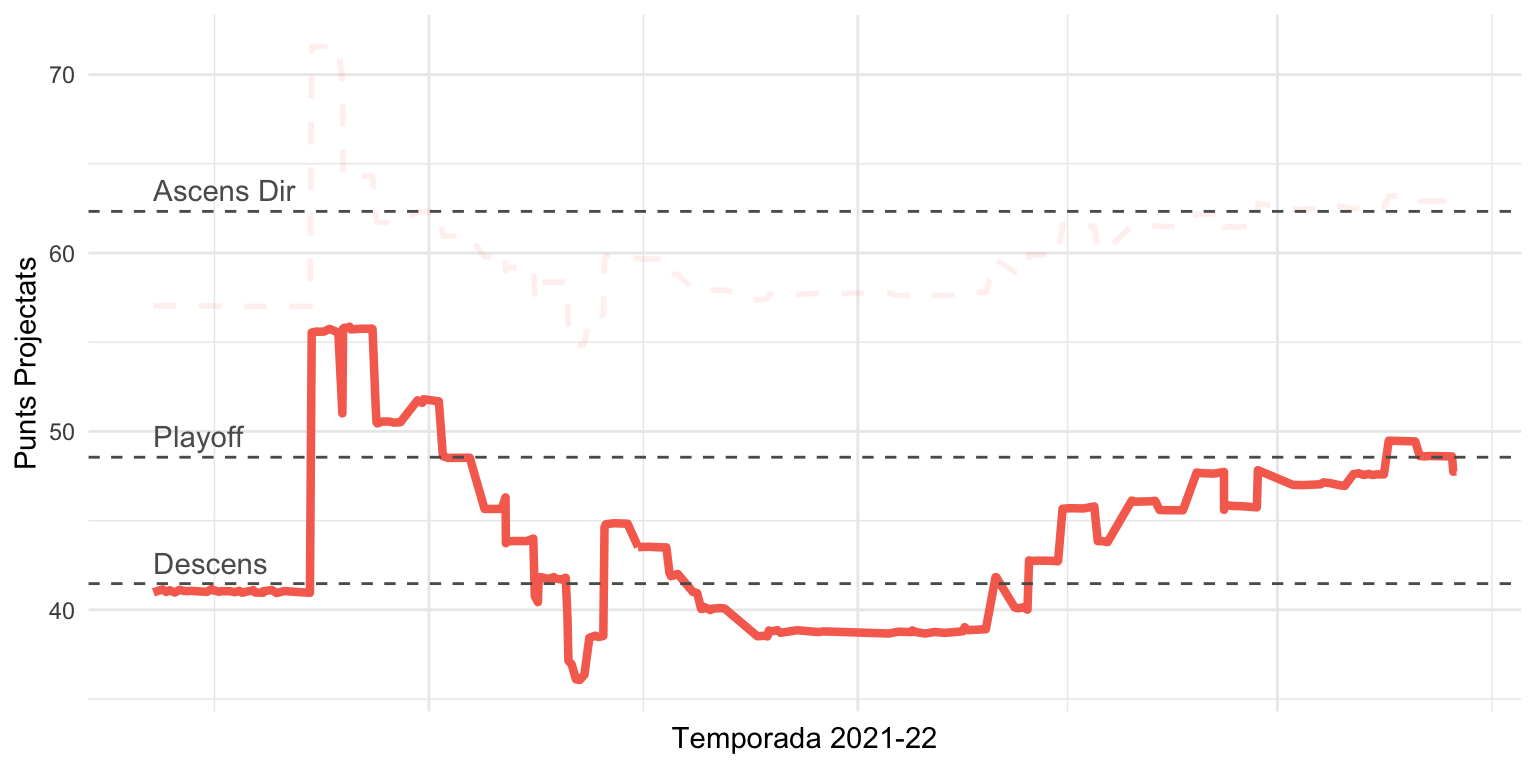 70
Ascens Dir
60
Punts Projectats
50
Playoff
Descens
40
Temporada 2021-22